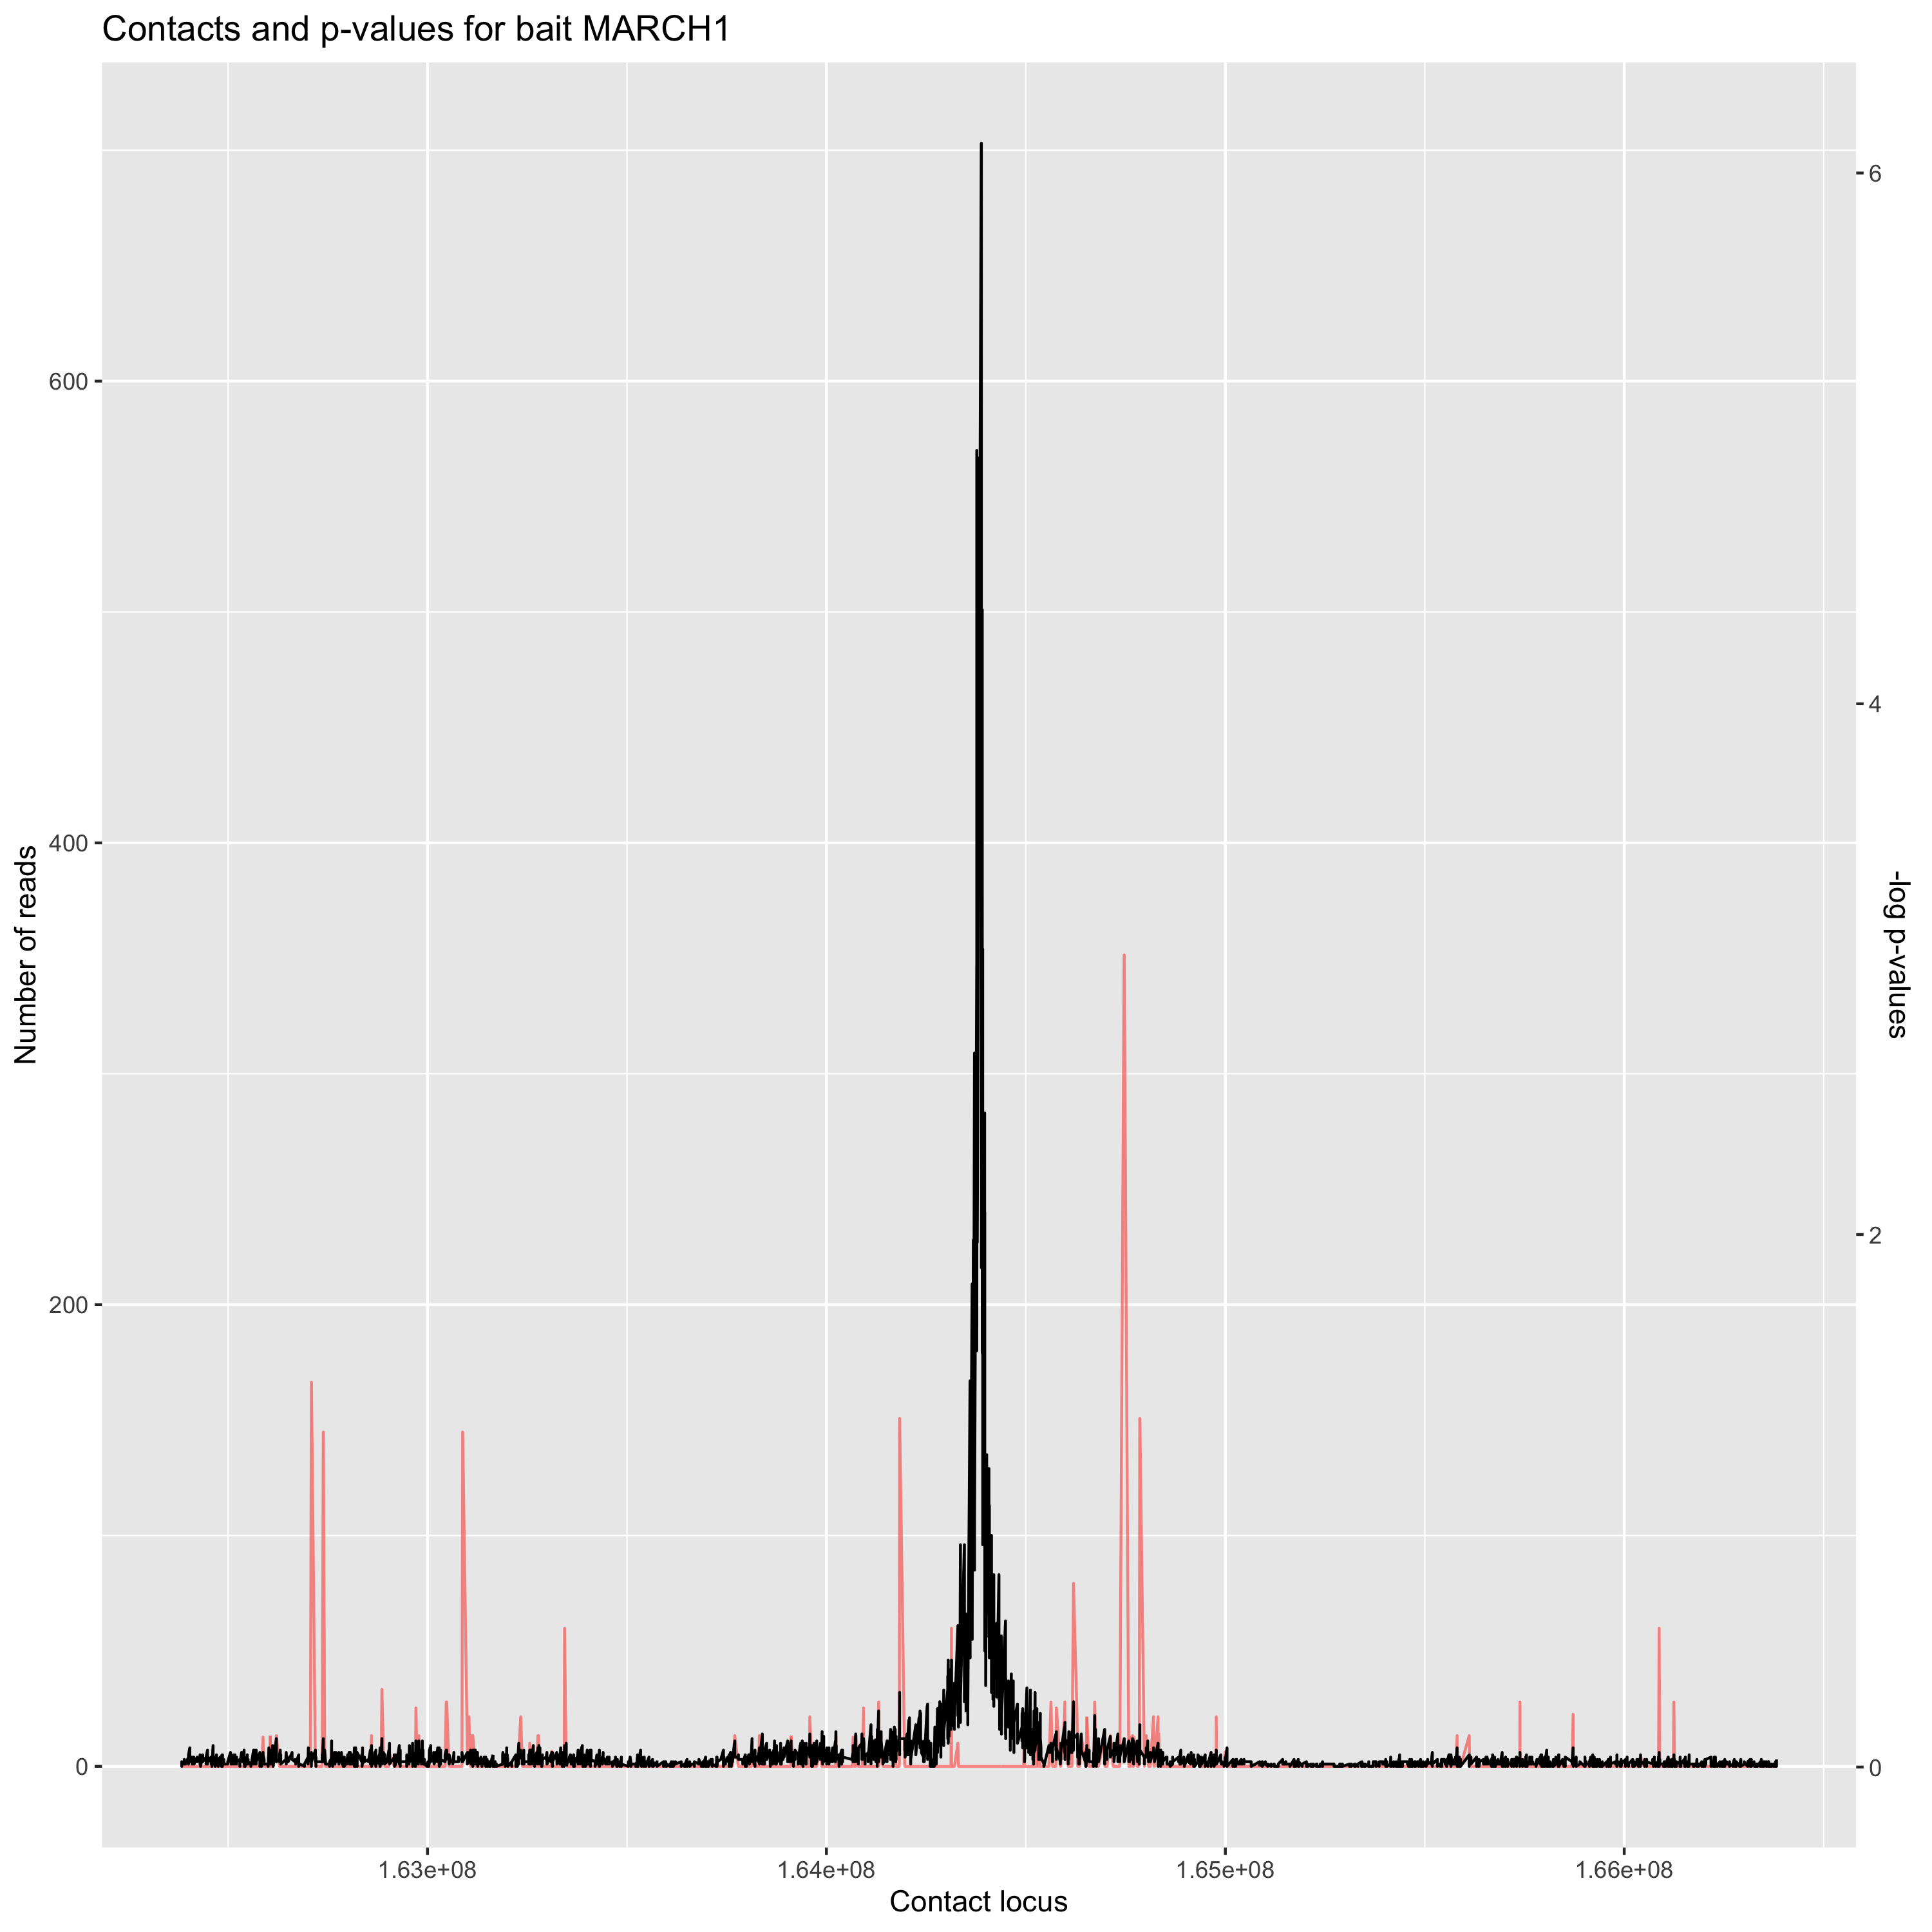 Contacts and p-values for bait MARCH1
Number of reads
600
400
200
0
6
4
2
0
-log p-values
1.63e+08 1.64e+08 1.65e+08 1.66e+08
Contact locus